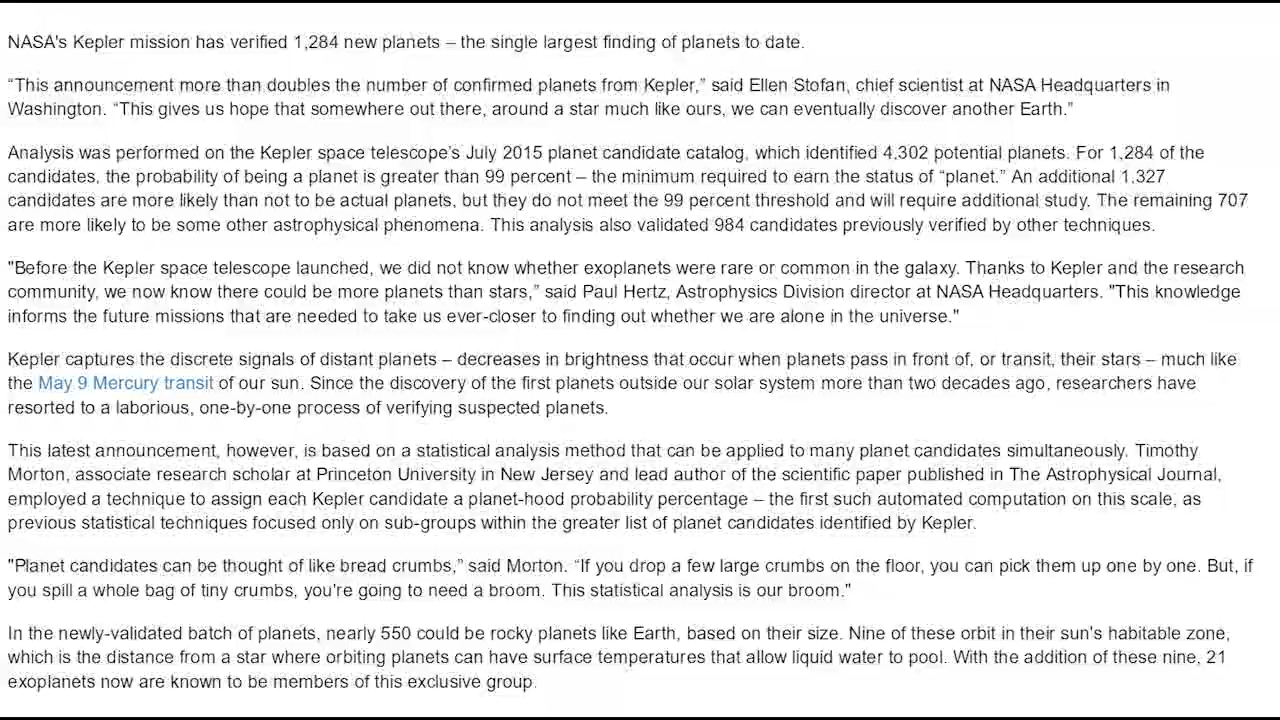 NASA's Kepler mission has verified 1,284 new planets – the single largest finding of planets to date.
“This announcement more than doubles the number of confirmed planets from Kepler,” said Ellen Stofan, chief scientist at NASA Headquarters in
Washington. “This gives us hope that somewhere out there, around a star much like ours, we can eventually discover another Earth.”
Analysis was performed on the Kepler space telescope’s July 2015 planet candidate catalog, which identified 4,302 potential planets. For 1,284 of the
candidates, the probability of being a planet is greater than 99 percent – the minimum required to earn the status of “planet.” An additional 1,327
candidates are more likely than not to be actual planets, but they do not meet the 99 percent threshold and will require additional study. The remaining 707
are more likely to be some other astrophysical phenomena. This analysis also validated 984 candidates previously verified by other techniques.
"Before the Kepler space telescope launched, we did not know whether exoplanets were rare or common in the galaxy. Thanks to Kepler and the research
community, we now know there could be more planets than stars,” said Paul Hertz, Astrophysics Division director at NASA Headquarters. "This knowledge
informs the future missions that are needed to take us ever-closer to finding out whether we are alone in the universe."
Kepler captures the discrete signals of distant planets – decreases in brightness that occur when planets pass in front of, or transit, their stars – much like
the May 9 Mercury transit of our sun. Since the discovery of the first planets outside our solar system more than two decades ago, researchers have
resorted to a laborious, one-by-one process of verifying suspected planets.
This latest announcement, however, is based on a statistical analysis method that can be applied to many planet candidates simultaneously. Timothy
Morton, associate research scholar at Princeton University in New Jersey and lead author of the scientific paper published in The Astrophysical Journal,
employed a technique to assign each Kepler candidate a planet-hood probability percentage – the first such automated computation on this scale, as
previous statistical techniques focused only on sub-groups within the greater list of planet candidates identified by Kepler.
"Planet candidates can be thought of like bread crumbs,” said Morton. “If you drop a few large crumbs on the floor, you can pick them up one by one. But, if
you spill a whole bag of tiny crumbs, you're going to need a broom. This statistical analysis is our broom."
In the newly-validated batch of planets, nearly 550 could be rocky planets like Earth, based on their size. Nine of these orbit in their sun's habitable zone,
which is the distance from a star where orbiting planets can have surface temperatures that allow liquid water to pool. With the addition of these nine, 21
exoplanets now are known to be members of this exclusive group.